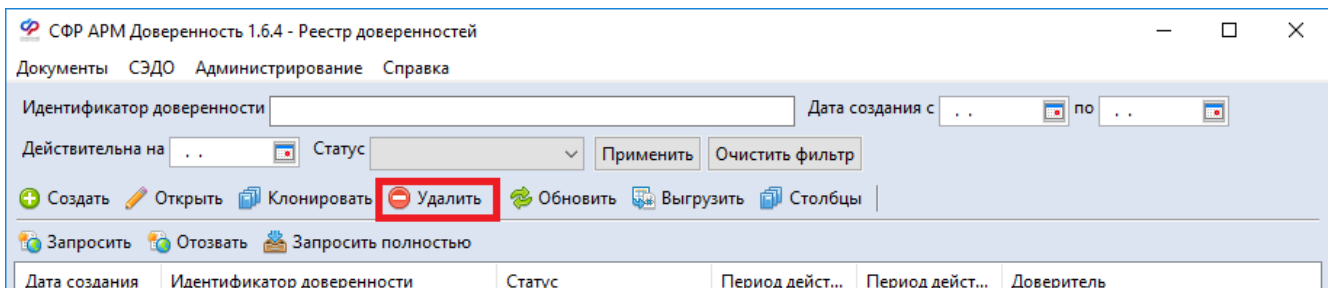 СФР АРМ Доверенность 1.6.4 - Реестр доверенностей
Документы СЭДО Администрирование Справка
Идентификатор доверенности Дата создания с . . по . .
Действительна на . . Статус Применить Очистить фильтр
Создать Открыть Клонировать Удалить Обновить Выгрузить Столбцы
Запросить Отозвать Запросить полностью
Дата создания Идентификатор доверенности Статус Период дейст... Период дейст... Доверитель